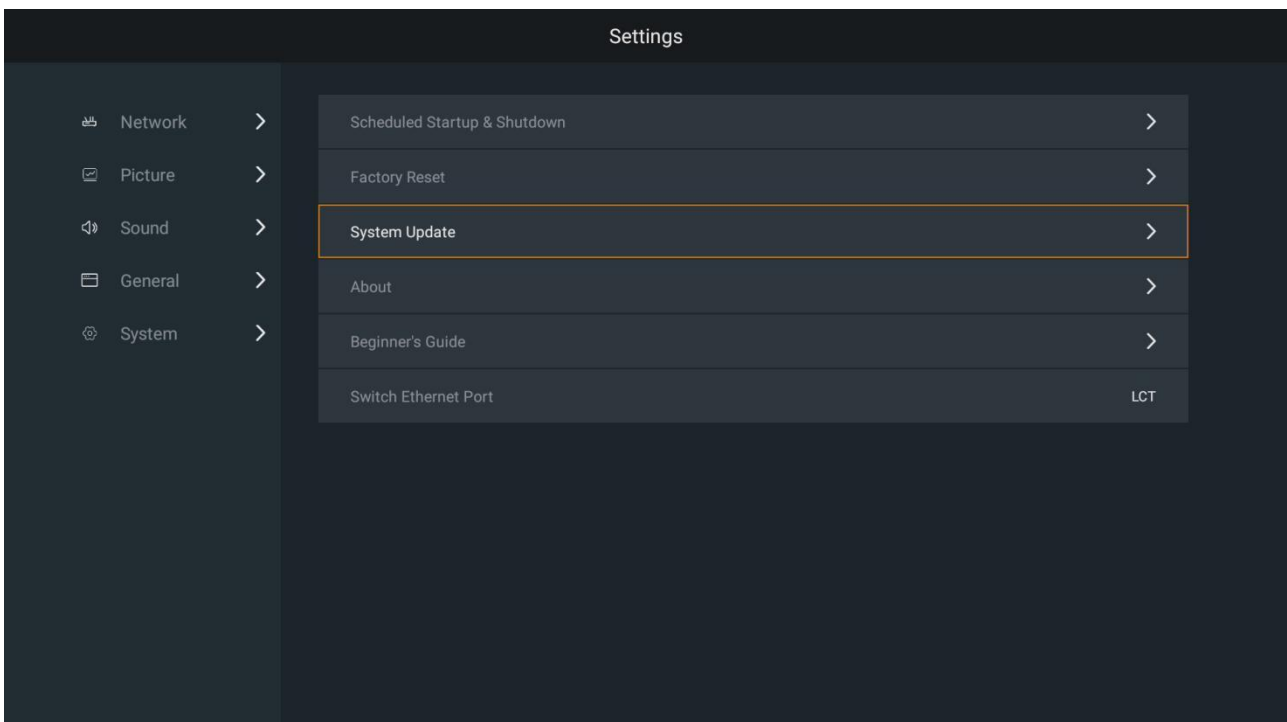 Settings
Network
Picture
Sound
General
System
Scheduled Startup & Shutdown
Factory Reset
System Update
About
Beginner's Guide
Switch Ethernet Port LCT